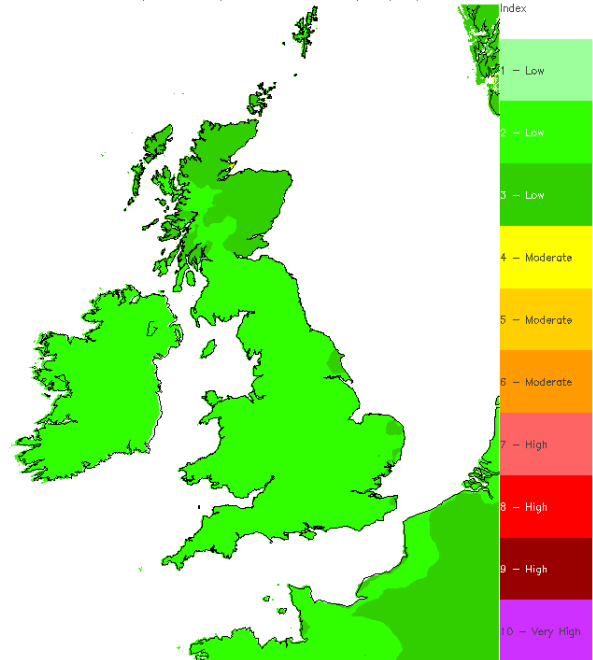 Index
1 – Low
2 – Low
3 – Low
4 – Moderate
5 – Moderate
6 – Moderate
7 – High
8 – High
9 – High
10 – Very High